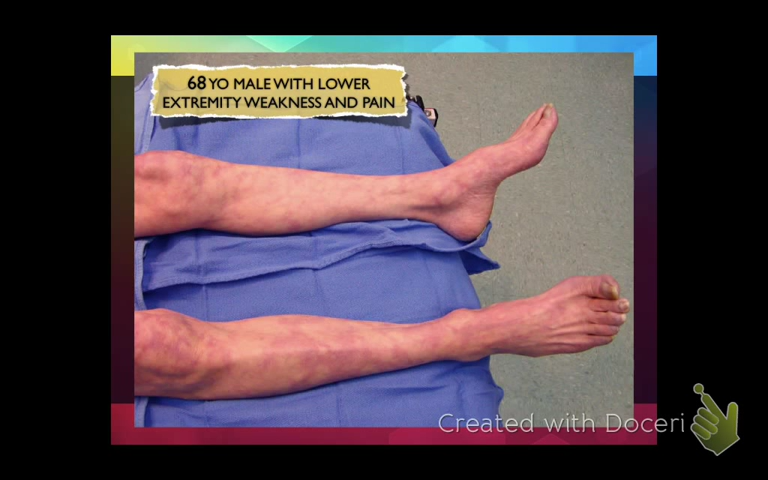 68 YO MALE WITH LOWER
EXTREMITY WEAKNESS AND PAIN
Created with Doceri